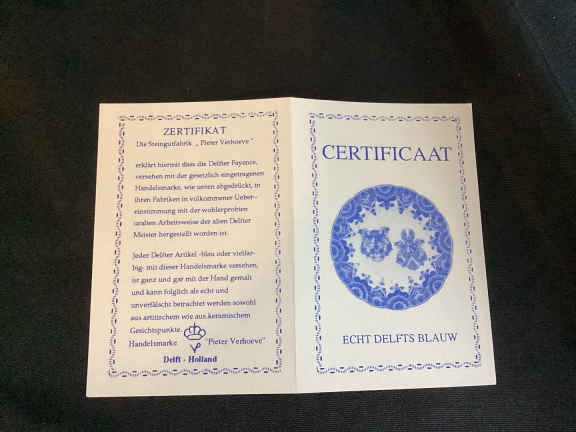 ZERTIFIKAT
Die Steingutfabrik „ Pieter Verhoeve "
erklärt hiermit dass die Delfter Fayance,
versehen mit der gesetzlich eingetragenen
Handelsmarke, wie unten abgedrückt, in
ihren Fabriken in volkommener Ueber-
einstimmung mit der wohlerprobten
uralten Arbeitsweise der alten Delfter
Meister hergestellt worden ist.
Jeder Delfter Artikel -blau oder vielfar-
big- mit dieser Handelsmarke versehen,
ist ganz und gar mit der Hand gemalt
und kann folglich als echt und
unverfälscht betrachtet werden sowohl
aus artistischem wie aus keramischem
Gesichtspunkte.
Handelsmarke "Pieter Verhoeve"
Delft - Holland
CERTIFICAAT
ECHT DELFTS BLAUW